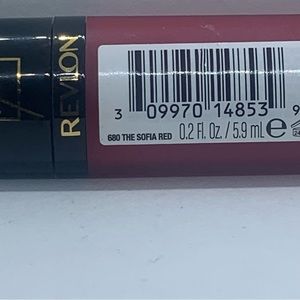 REVLON
3 09970 14853 9
680 THE SOFIA RED
0.2 Fl. Oz. / 5.9 mL e